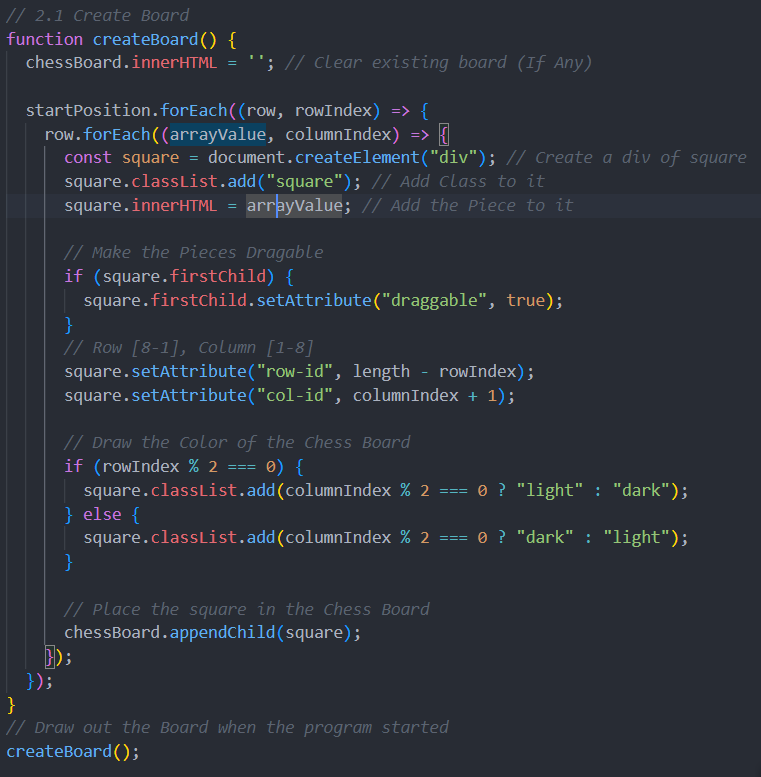 // 2.1 Create Board
function createBoard() {
  chessBoard.innerHTML = ''; // Clear existing board (If Any)

  startPosition.forEach((row, rowIndex) => {
    row.forEach((arrayValue, columnIndex) => {
      const square = document.createElement("div"); // Create a div of square
      square.classList.add("square"); // Add Class to it
      square.innerHTML = arrayValue; // Add the Piece to it

      // Make the Pieces Dragable
      if (square.firstChild) {
        square.firstChild.setAttribute("draggable", true);
      }
      // Row [8-1], Column [1-8]
      square.setAttribute("row-id", length - rowIndex);
      square.setAttribute("col-id", columnIndex + 1);

      // Draw the Color of the Chess Board
      if (rowIndex % 2 === 0) {
        square.classList.add(columnIndex % 2 === 0 ? "light" : "dark");
      } else {
        square.classList.add(columnIndex % 2 === 0 ? "dark" : "light");
      }

      // Place the square in the Chess Board
      chessBoard.appendChild(square);
    });
  });
}
// Draw out the Board when the program started
createBoard();